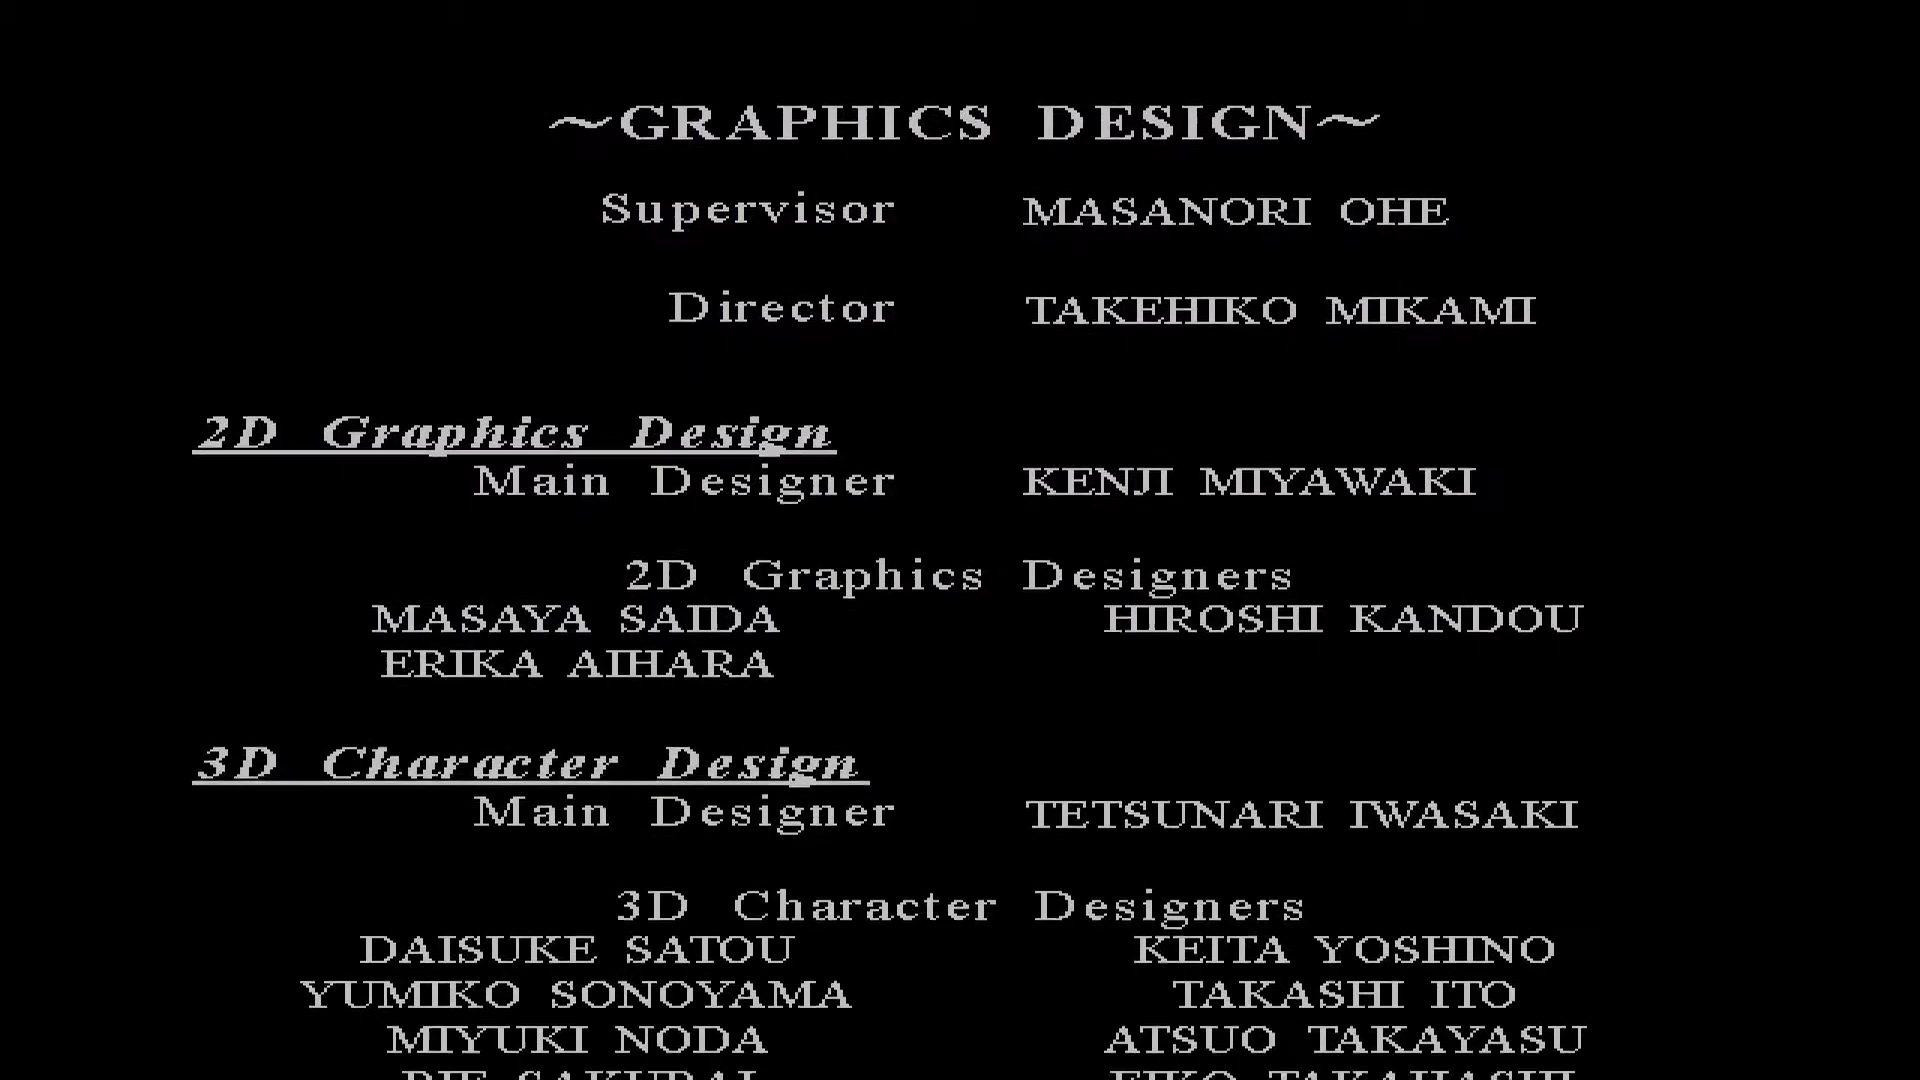 ～GRAPHICS DESIGN～
Supervisor MASANORI OHE
Director TAKEHIKO MIKAMI
2D Graphics Design
Main Designer KENJI MIYAWAKI
2D Graphics Designers
MASAYA SAIDA HIROSHI KANDOU
ERIKA AIHARA
3D Character Design
Main Designer TETSUNARI IWASAKI
3D Character Designers
DAISUKE SATOU KEITA YOSHINO
YUMIKO SONOYAMA TAKASHI ITO
MIYUKI NODA ATSUO TAKAYASU